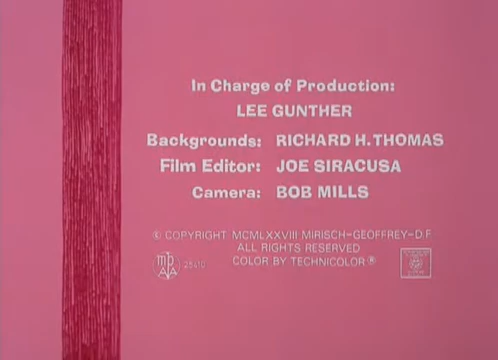 In Charge of Production:
LEE GUNTHER
Backgrounds: RICHARD H. THOMAS
Film Editor: JOE SIRACUSA
Camera: BOB MILLS
© COPYRIGHT MCMLXXVIII MIRISCH-GEOFFREY-D.F.
ALL RIGHTS RESERVED
COLOR BY TECHNICOLOR®